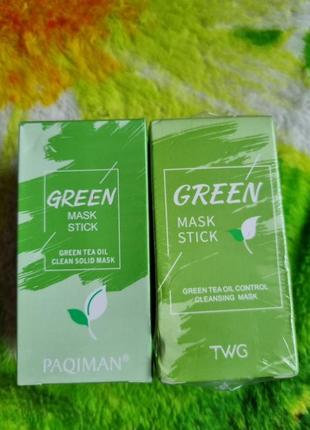 GREEN
MASK
STICK
GREEN TEA OIL
CLEAN SOLID MASK
PAQIMAN®
GREEN
MASK
STICK
GREEN TEA OIL CONTROL
CLEANSING MASK
TWG